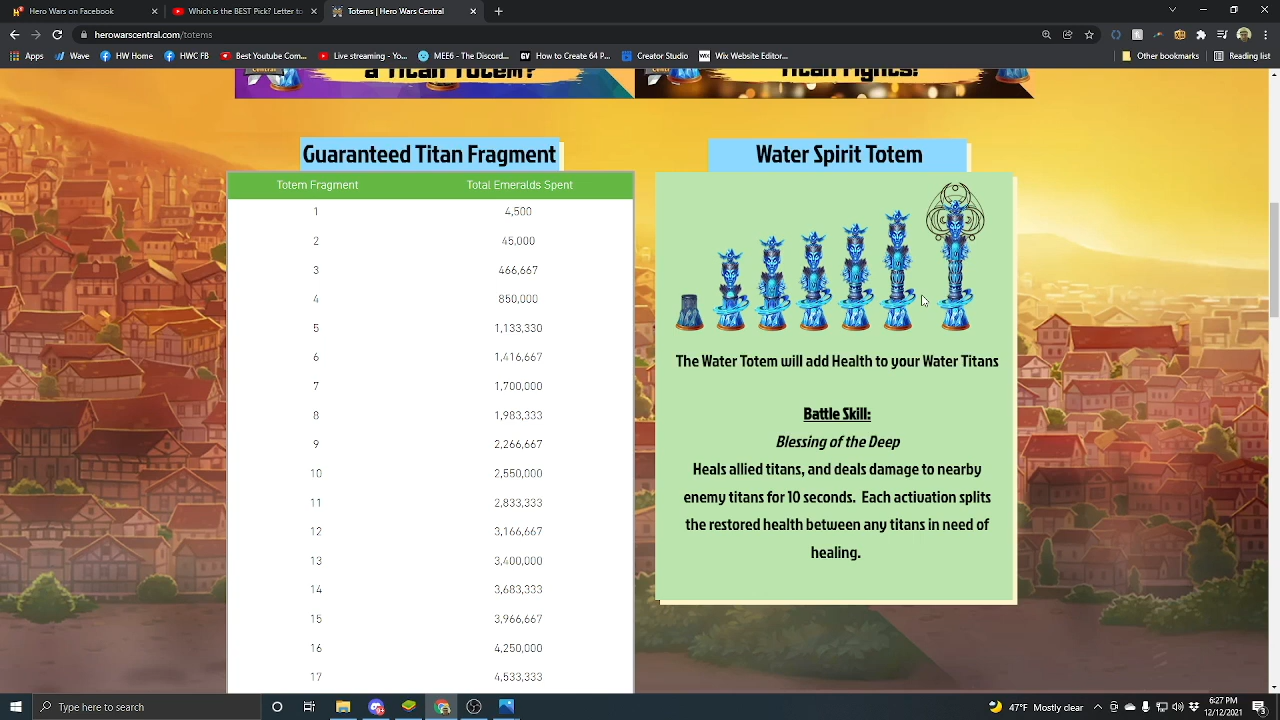 Hero Wars on Facebook
Which Puzzle? Letter to
Hero Wars Central
herowarscentral.com/totems
Apps
Wave
HW Home
HWC FB
Best Youtube Com...
Live streaming - Yo...
MEE6 - The Discord...
How to Create 64 P...
Creator Studio
Wix Editor WIX Edi...
Other bookmarks
Reading list
a Titan Totem?
Titan Fights!
Guaranteed Titan Fragment
Water Spirit Totem
Totem Fragment Total Emeralds Spent
1 4,500
2 45,000
3 466,667
4 850,000
5 1,133,330
6 1,416,667
7 1,700,000
8 1,983,333
9 2,266,667
10 2,550,000
11 2,833,333
12 3,166,667
13 3,400,000
14 3,683,333
15 3,966,667
16 4,250,000
17 4,533,333
The Water Totem will add Health to your Water Titans
Battle Skill:
Blessing of the Deep
Heals allied titans, and deals damage to nearby
enemy titans for 10 seconds. Each activation splits
the restored health between any titans in need of
healing.
Type here to search
47°F Mostly clear
6:27 PM
12/12/2021